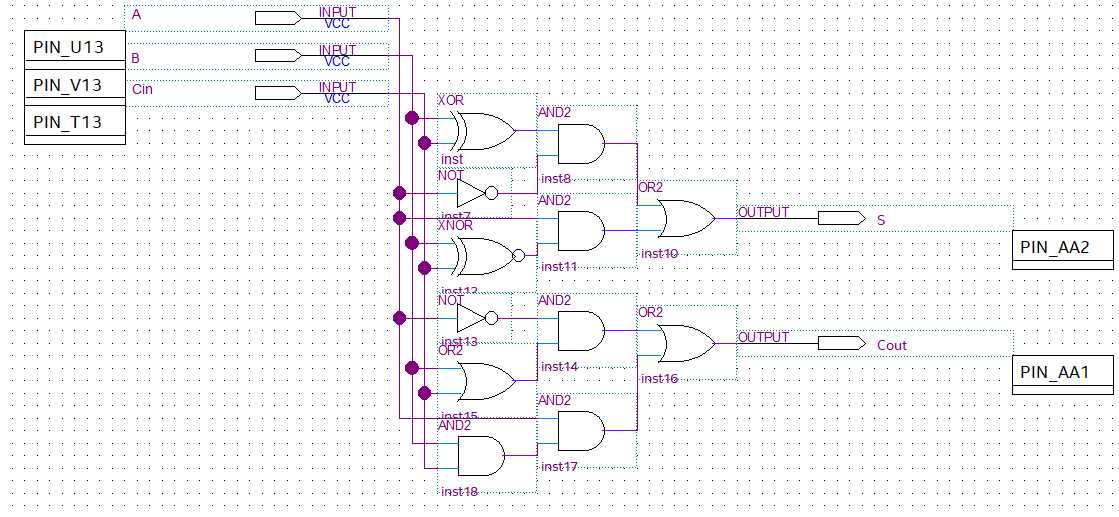 A
INPUT
VCC
PIN_U13
B
INPUT
VCC
PIN_V13
Cin
INPUT
VCC
PIN_T13
XOR
inst
AND2
inst8
NOT
inst7
AND2
inst11
XNOR
inst12
OR2
inst10
OUTPUT
S
PIN_AA2
NOT
inst13
AND2
inst14
OR2
inst15
OR2
inst16
OUTPUT
Cout
PIN_AA1
AND2
inst17
AND2
inst18